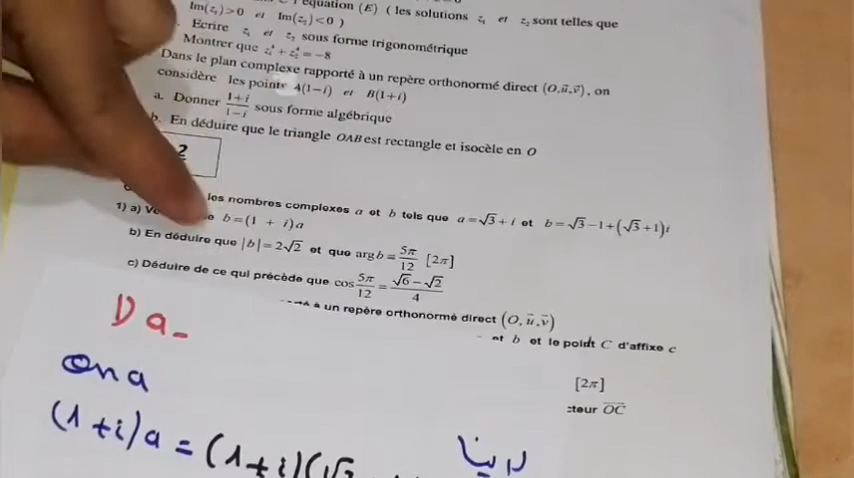 l'équation (E) ( les solutions z₁ et z₂ sont telles que
Im(z₁)>0 et Im(z₂)<0 )
Ecrire z₁ et z₂ sous forme trigonométrique
Montrer que z₁⁴ + z₂⁴ = −8
Dans le plan complexe rapporté à un repère orthonormé direct (O,u⃗,v⃗), on
considère les points A(1−i) et B(1+i)
a. Donner (1+i)/(1−i) sous forme algébrique
b. En déduire que le triangle OAB est rectangle et isocèle en O
2
les nombres complexes a et b tels que a=√3+i et b=√3−1+(√3+1)i
1) a) b=(1 + i)a
b) En déduire que |b|=2√2 et que arg b = 5π/12 [2π]
c) Déduire de ce qui précède que cos 5π/12 = (√6−√2)/4
à un repère orthonormé direct (O,u⃗,v⃗)
et b et le point C d'affixe c
[2π]
cteur OC⃗
1) a_
on a
(1+i)a = (1+i)(√3
لدينا